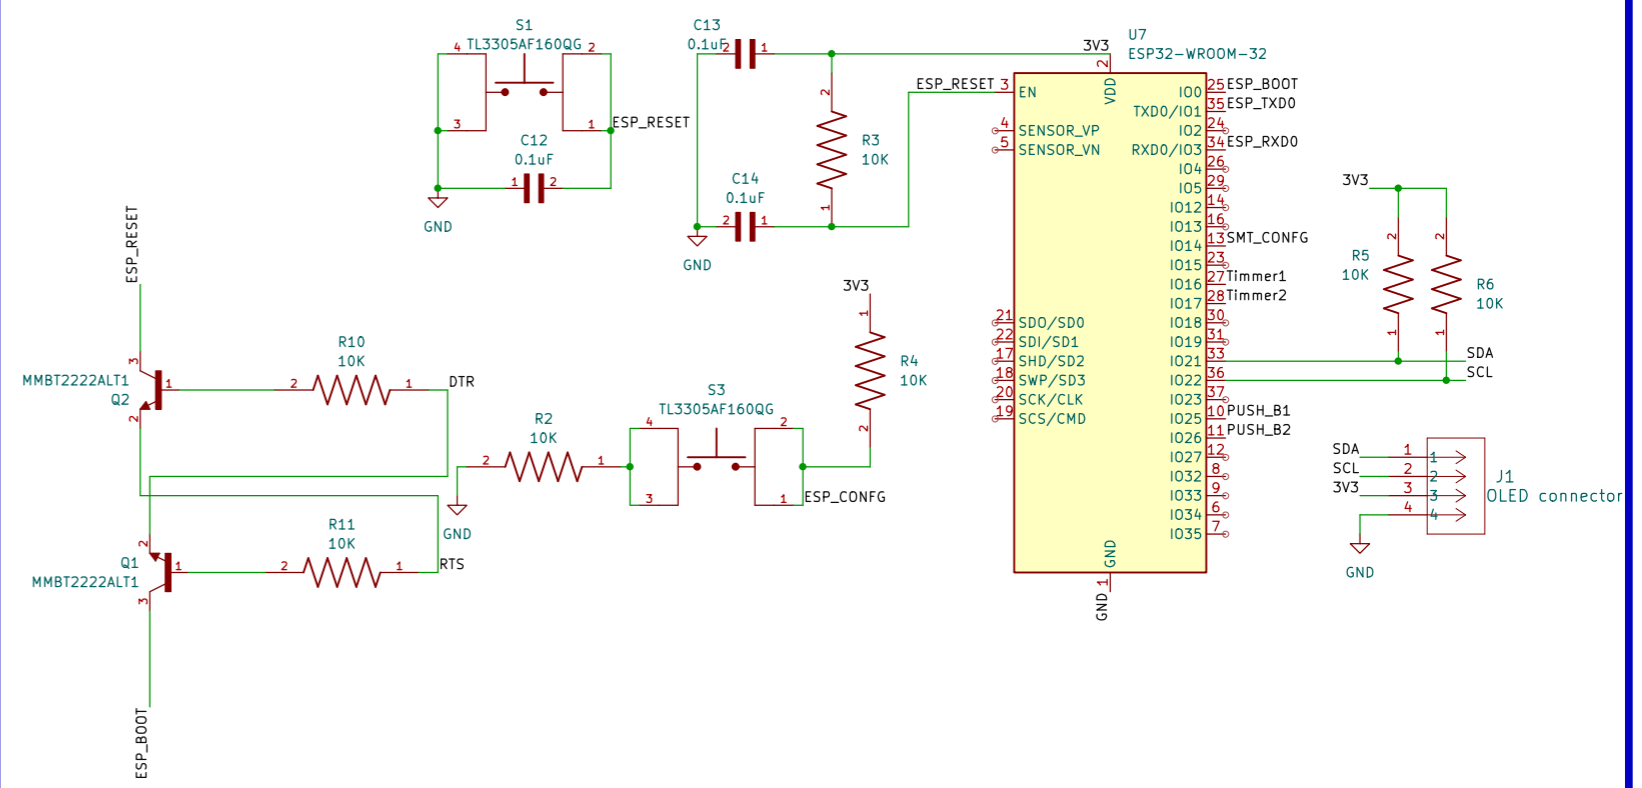 S1
TL3305AF160QG
4
2
3
1
ESP_RESET
C12
0.1uF
1
2
GND
C13
0.1uF
2
1
3V3
2
R3
10K
1
C14
0.1uF
2
1
GND
U7
ESP32-WROOM-32
2
VDD
ESP_RESET
3
EN
4
SENSOR_VP
5
SENSOR_VN
21
SDO/SD0
22
SDI/SD1
17
SHD/SD2
18
SWP/SD3
20
SCK/CLK
19
SCS/CMD
IO0
25
ESP_BOOT
TXD0/IO1
35
ESP_TXD0
IO2
24
RXD0/IO3
34
ESP_RXD0
IO4
26
IO5
29
IO12
14
IO13
16
IO14
13
SMT_CONFG
IO15
23
IO16
27
Timmer1
IO17
28
Timmer2
IO18
30
IO19
31
IO21
33
IO22
36
IO23
37
IO25
10
PUSH_B1
IO26
11
PUSH_B2
IO27
12
IO32
8
IO33
9
IO34
6
IO35
7
GND
1
GND
3V3
2
2
R5
10K
R6
10K
1
1
SDA
SCL
SDA
1
1
SCL
2
2
3V3
3
3
4
4
J1
OLED connector
GND
ESP_RESET
3
MMBT2222ALT1
Q2
1
2
R10
10K
2
1
DTR
R11
10K
2
1
RTS
2
Q1
MMBT2222ALT1
1
3
ESP_BOOT
R2
10K
2
1
GND
S3
TL3305AF160QG
4
2
3
1
ESP_CONFG
3V3
1
R4
10K
2